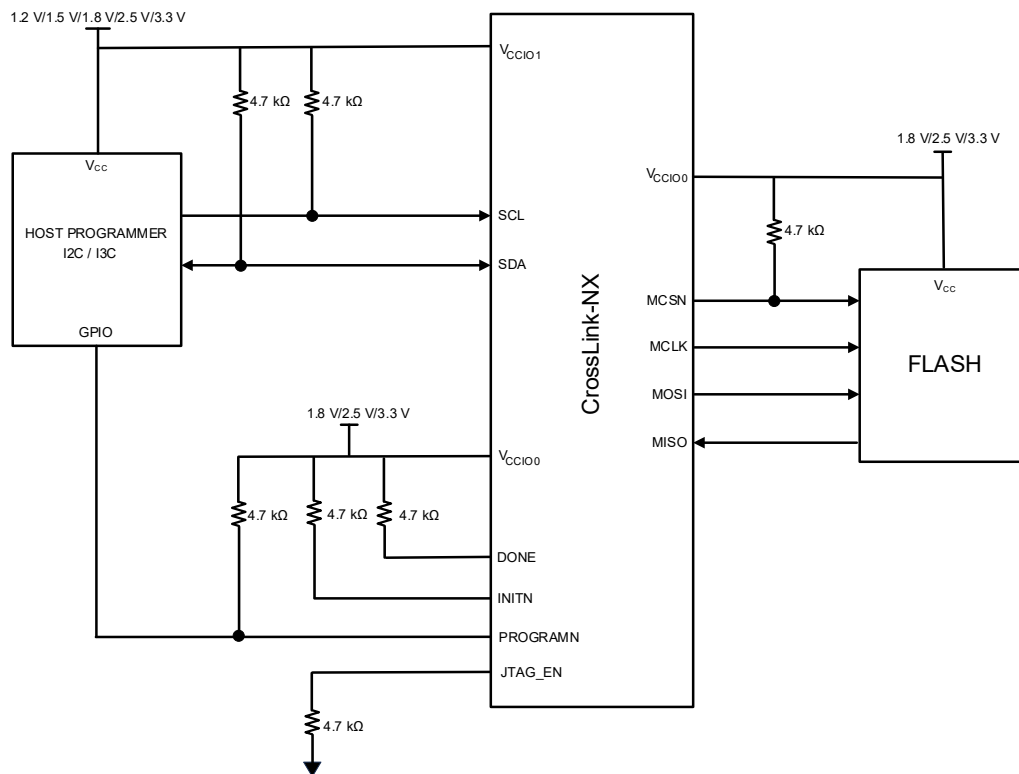 1.2 V/1.5 V/1.8 V/2.5 V/3.3 V
VCCIO1
4.7 kΩ
4.7 kΩ
VCC
HOST PROGRAMMER
I2C / I3C
GPIO
SCL
SDA
1.8 V/2.5 V/3.3 V
VCCIO0
4.7 kΩ
4.7 kΩ
4.7 kΩ
DONE
INITN
PROGRAMN
JTAG_EN
4.7 kΩ
CrossLink-NX
1.8 V/2.5 V/3.3 V
VCCIO0
4.7 kΩ
MCSN
MCLK
MOSI
MISO
VCC
FLASH